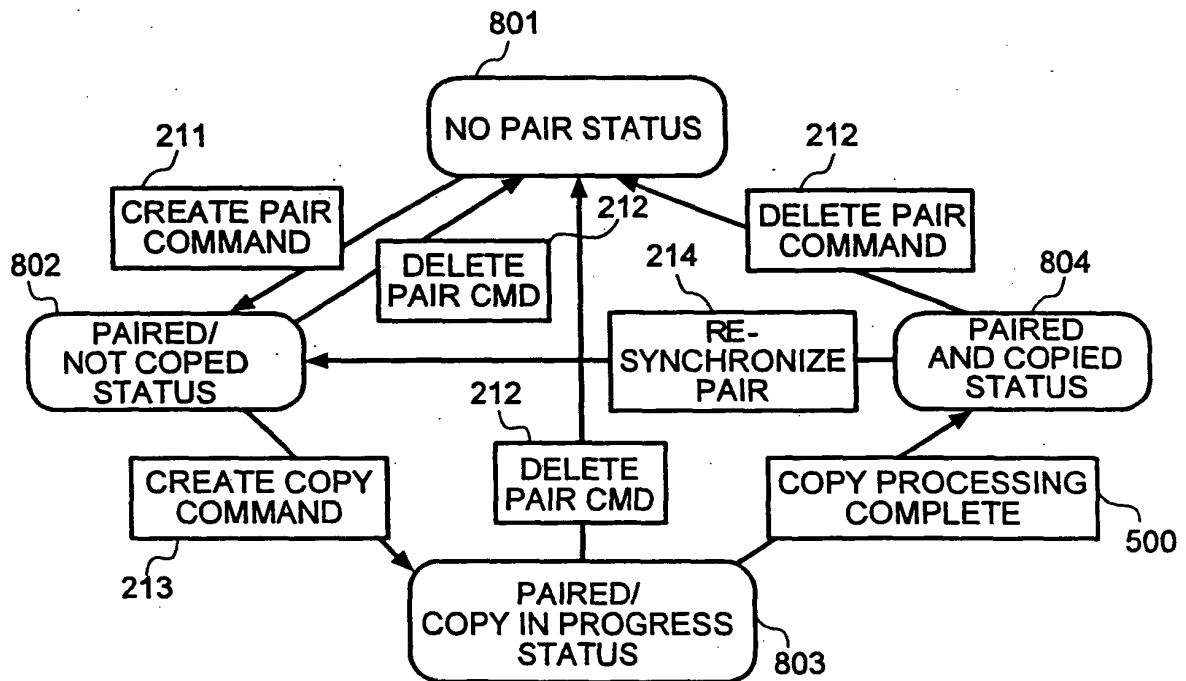 801
NO PAIR STATUS
211
CREATE PAIR
COMMAND
212
DELETE
PAIR CMD
212
DELETE PAIR
COMMAND
802
PAIRED/
NOT COPED
STATUS
214
RE-
SYNCHRONIZE
PAIR
804
PAIRED
AND COPIED
STATUS
212
DELETE
PAIR CMD
CREATE COPY
COMMAND
213
COPY PROCESSING
COMPLETE
500
PAIRED/
COPY IN PROGRESS
STATUS
803